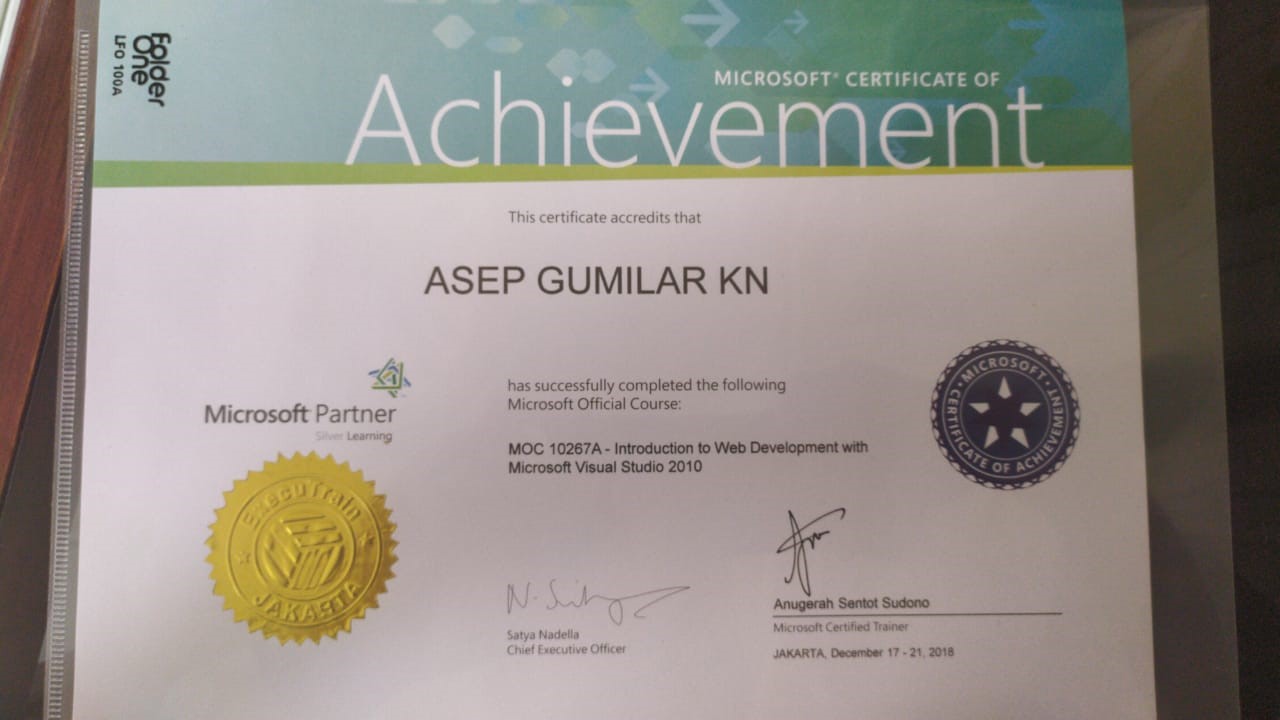 Folder
One
LFO 100A
MICROSOFT® CERTIFICATE OF
Achievement
This certificate accredits that
ASEP GUMILAR KN
has successfully completed the following
Microsoft Official Course:
MOC 10267A - Introduction to Web Development with
Microsoft Visual Studio 2010
Microsoft Partner
Silver Learning
ExecuTrain
JAKARTA
MICROSOFT
CERTIFICATE OF ACHIEVEMENT
Satya Nadella
Chief Executive Officer
Anugerah Sentot Sudono
Microsoft Certified Trainer
JAKARTA, December 17 - 21, 2018